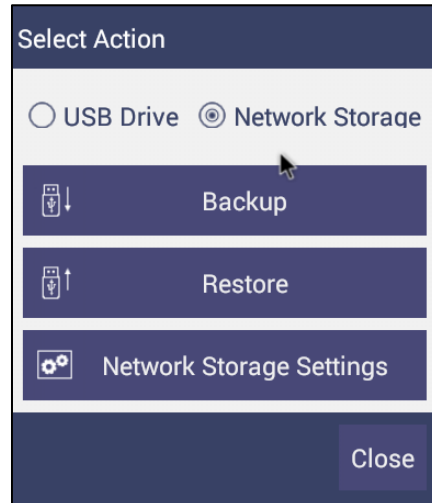 Select Action
USB Drive Network Storage
Backup
Restore
Network Storage Settings
Close